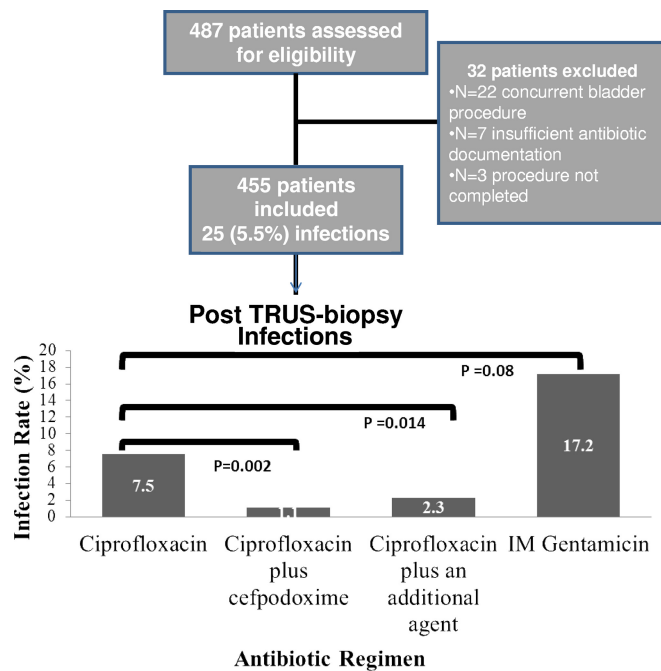 487 patients assessed
for eligibility
32 patients excluded
•N=22 concurrent bladder
procedure
•N=7 insufficient antibiotic
documentation
•N=3 procedure not
completed
455 patients
included
25 (5.5%) infections
Post TRUS-biopsy
Infections
Infection Rate (%)
20
18
16
14
12
10
8
6
4
2
0
P =0.08
P =0.014
P=0.002
7.5
1.1
2.3
17.2
Ciprofloxacin
Ciprofloxacin
plus
cefpodoxime
Ciprofloxacin
plus an
additional
agent
IM Gentamicin
Antibiotic Regimen